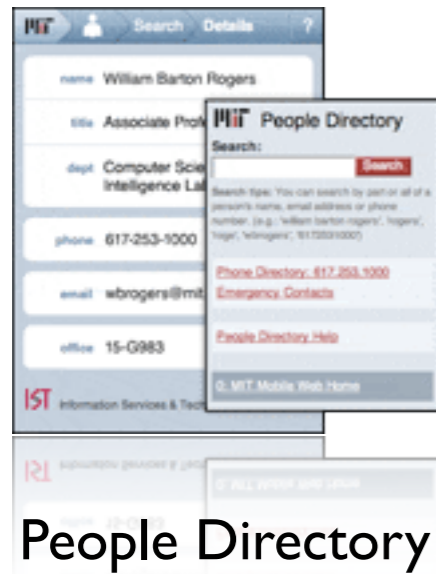 MIT Search Details ?
name William Barton Rogers
title Associate Prof
dept Computer Scie
Intelligence Lab
phone 617-253-1000
email wbrogers@mit
office 15-G983
IST Information Services & Tech
MIT People Directory
Search:
Search
Search type: You can search by part or all of a
person's name, email address or phone
number. (e.g., 'william barton rogers', 'rogers',
'roge', 'wbrogers', '6172531000')
Phone Directory: 617.253.1000
Emergency Contacts
People Directory Help
0: MIT Mobile Web Home
People Directory